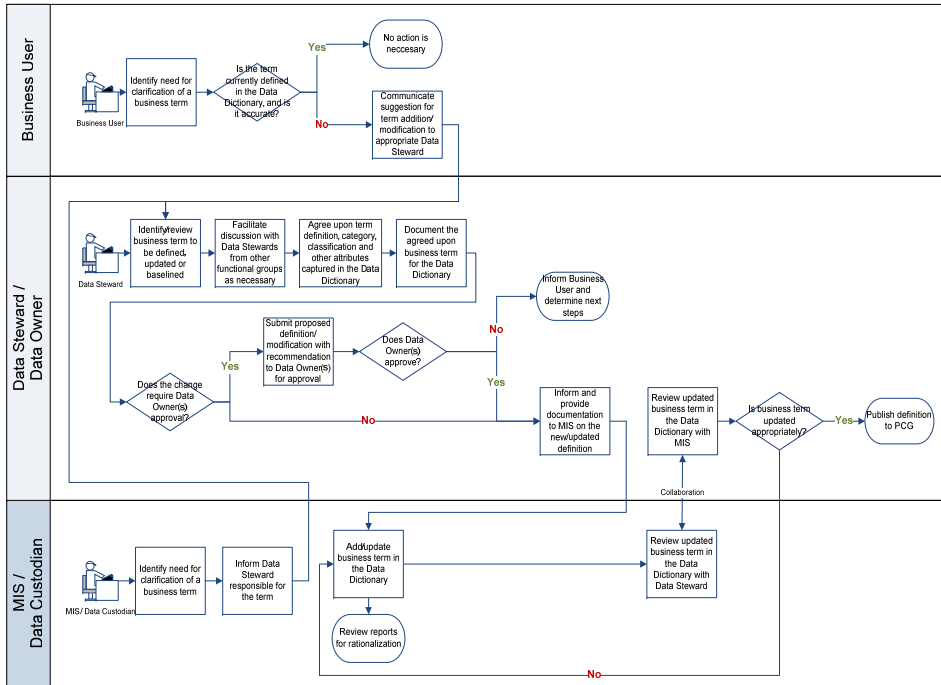 Business User
Business User
Identify need for
clarification of a
business term
Is the term
currently defined
in the Data
Dictionary, and is
it accurate?
Yes
No action is
neccesary
No
Communicate
suggestion for
term addition/
modification to
appropriate Data
Steward
Data Steward /
Data Owner
Data Steward
Identify/review
business term to
be defined,
updated or
baselined
Facilitate
discussion with
Data Stewards
from other
functional groups
as necessary
Agree upon term
definition, category,
classification and
other attributes
captured in the Data
Dictionary
Document the
agreed upon
business term
for the Data
Dictionary
Does the change
require Data
Owner(s)
approval?
Yes
No
Submit proposed
definition/
modification with
recommendation
to Data Owner(s)
for approval
Does Data
Owner(s)
approve?
No
Inform Business
User and
determine next
steps
Yes
Inform and
provide
documentation
to MIS on the
new/updated
definition
Review updated
business term in
the Data
Dictionary with
MIS
Is business term
updated
appropriately?
Yes
Publish definition
to PCG
Collaboration
MIS /
Data Custodian
MIS/ Data Custodian
Identify need for
clarification of a
business term
Inform Data
Steward
responsible for
the term
Add/update
business term in
the Data
Dictionary
Review reports
for rationalization
Review updated
business term in
the Data
Dictionary with
Data Steward
No